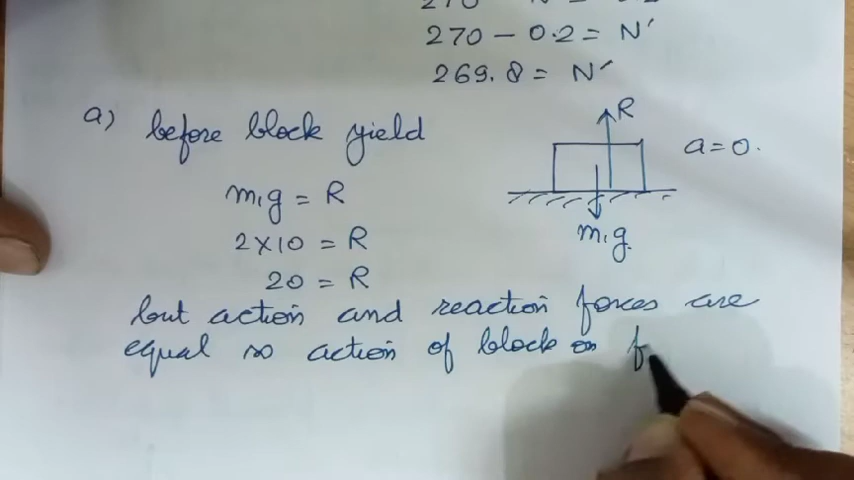 270 - 0.2 = N'
269.8 = N'
a) before block yield
R
a = 0.
m₁g = R
m₁g.
2×10 = R
20 = R
but action and reaction forces are
equal so action of block on f